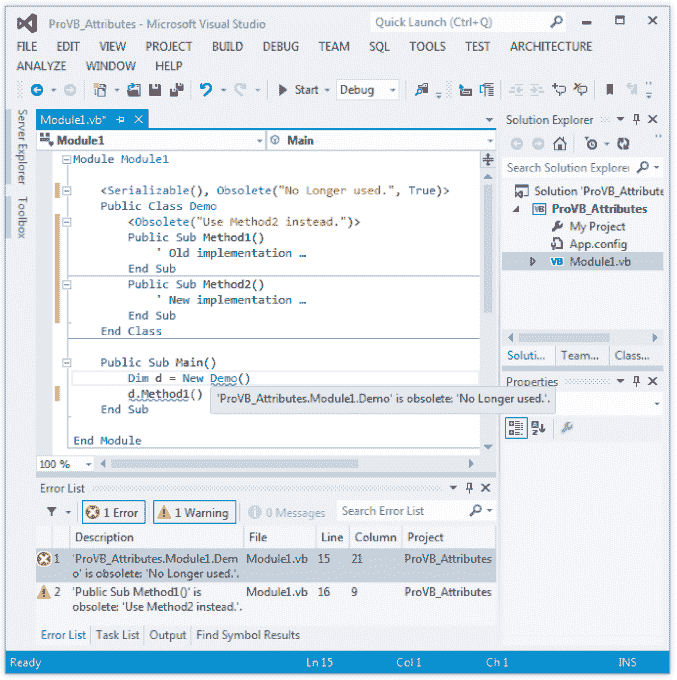 ProVB_Attributes - Microsoft Visual Studio
Quick Launch (Ctrl+Q)
FILE EDIT VIEW PROJECT BUILD DEBUG TEAM SQL TOOLS TEST ARCHITECTURE
ANALYZE WINDOW HELP
Start Debug
Server Explorer
Toolbox
Module1.vb*
Module1 Main
Module Module1
<Serializable(), Obsolete("No Longer used.", True)>
Public Class Demo
<Obsolete("Use Method2 instead.")>
Public Sub Method1()
' Old implementation …
End Sub
Public Sub Method2()
' New implementation …
End Sub
End Class
Public Sub Main()
Dim d = New Demo()
d.Method1()
'ProVB_Attributes.Module1.Demo' is obsolete: 'No Longer used.'.
End Sub
End Module
100 %
Solution Explorer
Search Solution Explorer
Solution 'ProVB_Attribute
VB ProVB_Attributes
My Project
App.config
VB Module1.vb
Soluti... Team... Class...
Properties
Error List
1 Error 1 Warning 0 Messages Search Error List
Description File Line Column Project
1 'ProVB_Attributes.Module1.Dem Module1.vb 15 21 ProVB_Attributes
o' is obsolete: 'No Longer used.'.
2 'Public Sub Method1()' is Module1.vb 16 9 ProVB_Attributes
obsolete: 'Use Method2 instead.'.
Error List Task List Output Find Symbol Results
Ready Ln 15 Col 1 Ch 1 INS